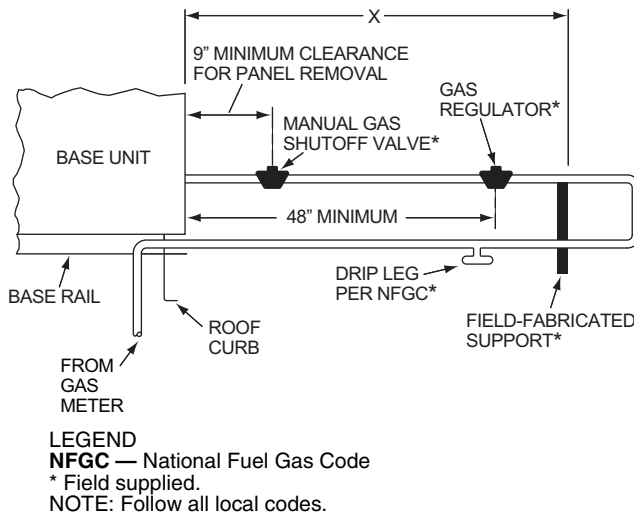 X
9" MINIMUM CLEARANCE
FOR PANEL REMOVAL
GAS
REGULATOR*
MANUAL GAS
SHUTOFF VALVE*
BASE UNIT
48" MINIMUM
BASE RAIL
DRIP LEG
PER NFGC*
ROOF
CURB
FIELD-FABRICATED
SUPPORT*
FROM
GAS
METER
LEGEND
NFGC — National Fuel Gas Code
* Field supplied.
NOTE: Follow all local codes.